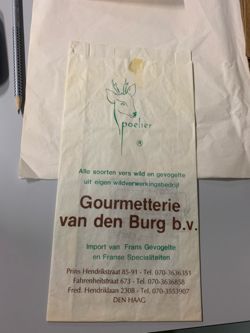 poelier
®
Alle soorten vers wild en gevogelte
uit eigen wildverwerkingsbedrijf
Gourmetterie
van den Burg b.v.
Import van Frans Gevogelte
en Franse Specialiteiten
Prins Hendrikstraat 85-91 - Tel. 070-3636351
Fahrenheitstraat 673 - Tel. 070-3636858
Fred. Hendriklaan 230B - Tel. 070-3553907
DEN HAAG